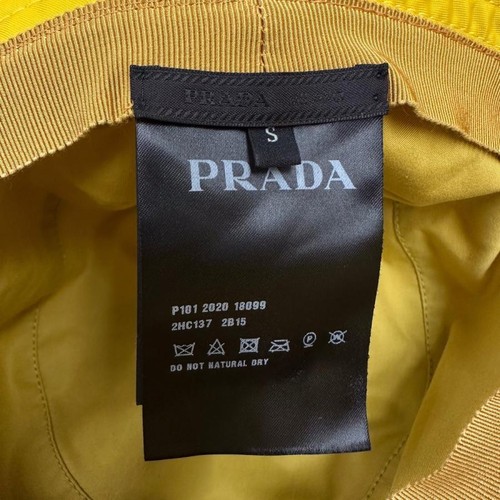 PRADA
S
PRADA
P101 2020 18099
2HC137 2B15
DO NOT NATURAL DRY